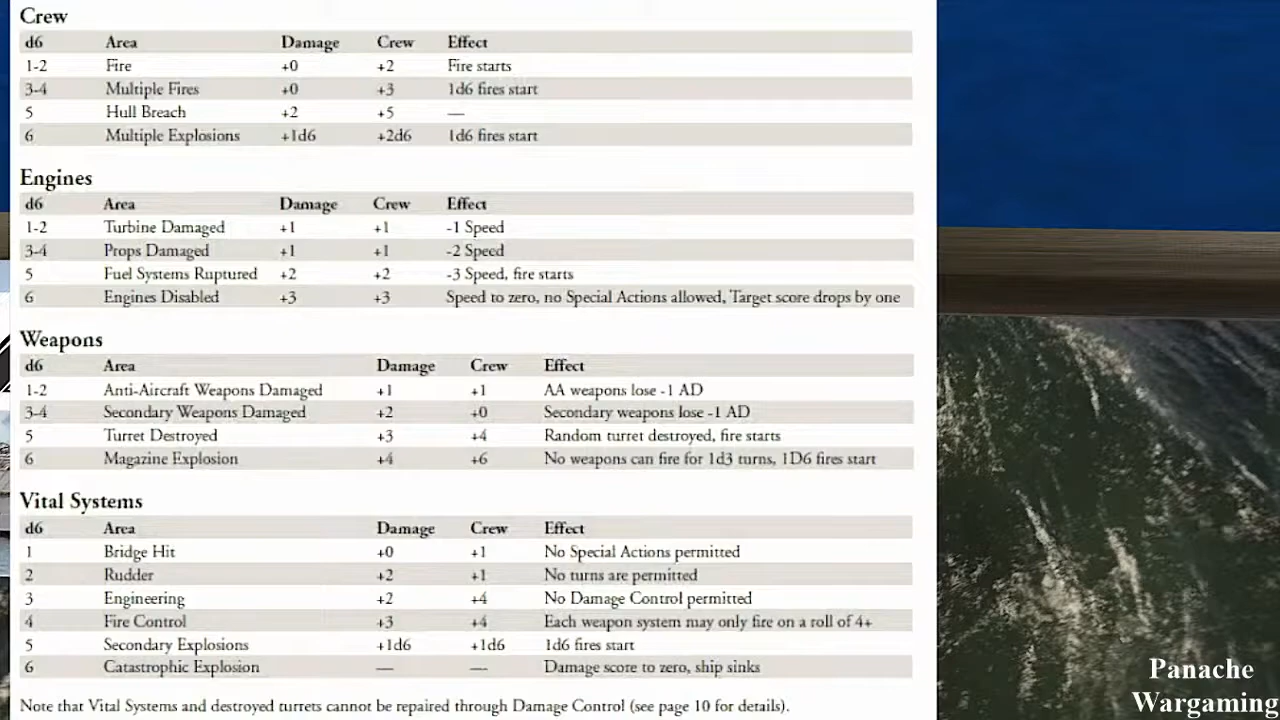 Crew
d6 Area Damage Crew Effect
1-2 Fire +0 +2 Fire starts
3-4 Multiple Fires +0 +3 1d6 fires start
5 Hull Breach +2 +5 —
6 Multiple Explosions +1d6 +2d6 1d6 fires start
Engines
d6 Area Damage Crew Effect
1-2 Turbine Damaged +1 +1 -1 Speed
3-4 Props Damaged +1 +1 -2 Speed
5 Fuel Systems Ruptured +2 +2 -3 Speed, fire starts
6 Engines Disabled +3 +3 Speed to zero, no Special Actions allowed, Target score drops by one
Weapons
d6 Area Damage Crew Effect
1-2 Anti-Aircraft Weapons Damaged +1 +1 AA weapons lose -1 AD
3-4 Secondary Weapons Damaged +2 +0 Secondary weapons lose -1 AD
5 Turret Destroyed +3 +4 Random turret destroyed, fire starts
6 Magazine Explosion +4 +6 No weapons can fire for 1d3 turns, 1D6 fires start
Vital Systems
d6 Area Damage Crew Effect
1 Bridge Hit +0 +1 No Special Actions permitted
2 Rudder +2 +1 No turns are permitted
3 Engineering +2 +4 No Damage Control permitted
4 Fire Control +3 +4 Each weapon system may only fire on a roll of 4+
5 Secondary Explosions +1d6 +1d6 1d6 fires start
6 Catastrophic Explosion — — Damage score to zero, ship sinks
Note that Vital Systems and destroyed turrets cannot be repaired through Damage Control (see page 10 for details).
Panache
Wargaming